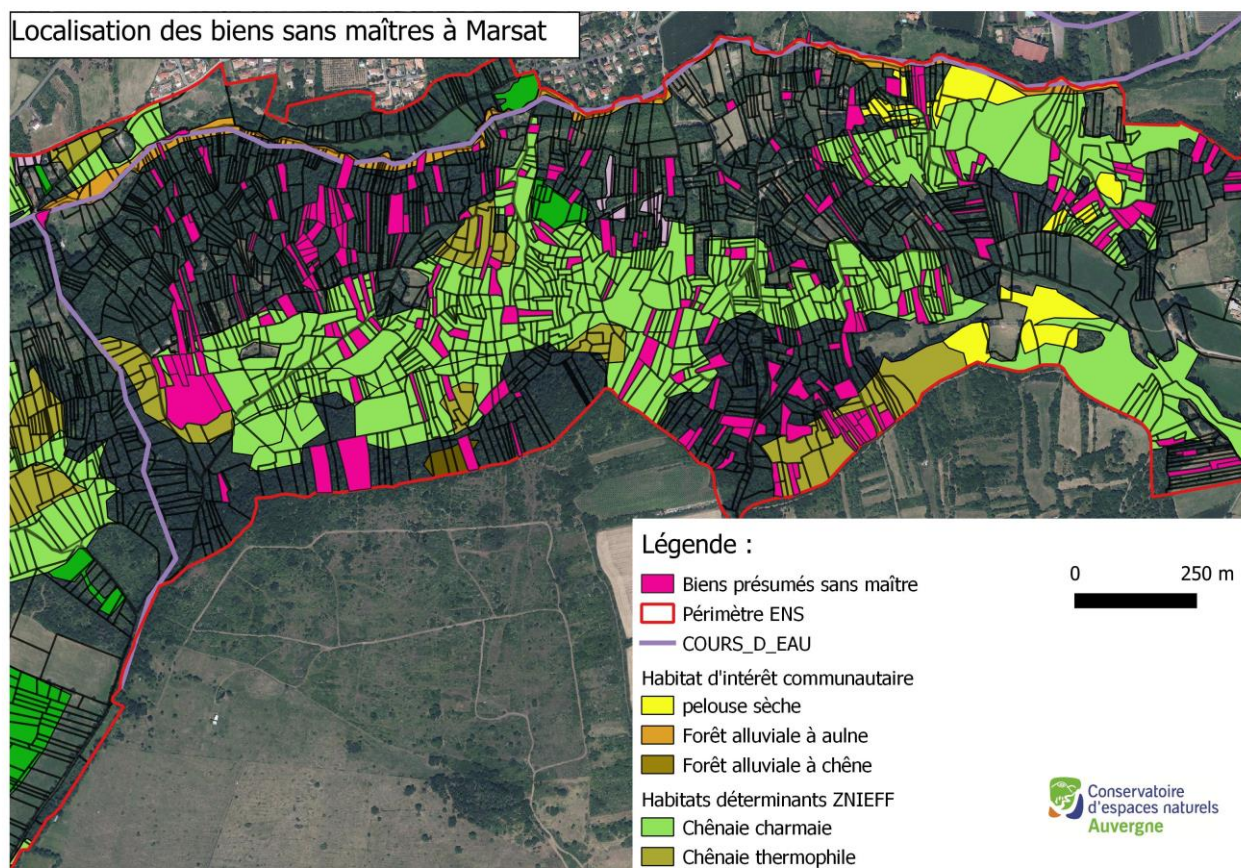 Localisation des biens sans maîtres à Marsat
Légende :
Biens présumés sans maître
Périmètre ENS
COURS_D_EAU
Habitat d'intérêt communautaire
pelouse sèche
Forêt alluviale à aulne
Forêt alluviale à chêne
Habitats déterminants ZNIEFF
Chênaie charmaie
Chênaie thermophile
0 250 m
Conservatoire
d'espaces naturels
Auvergne